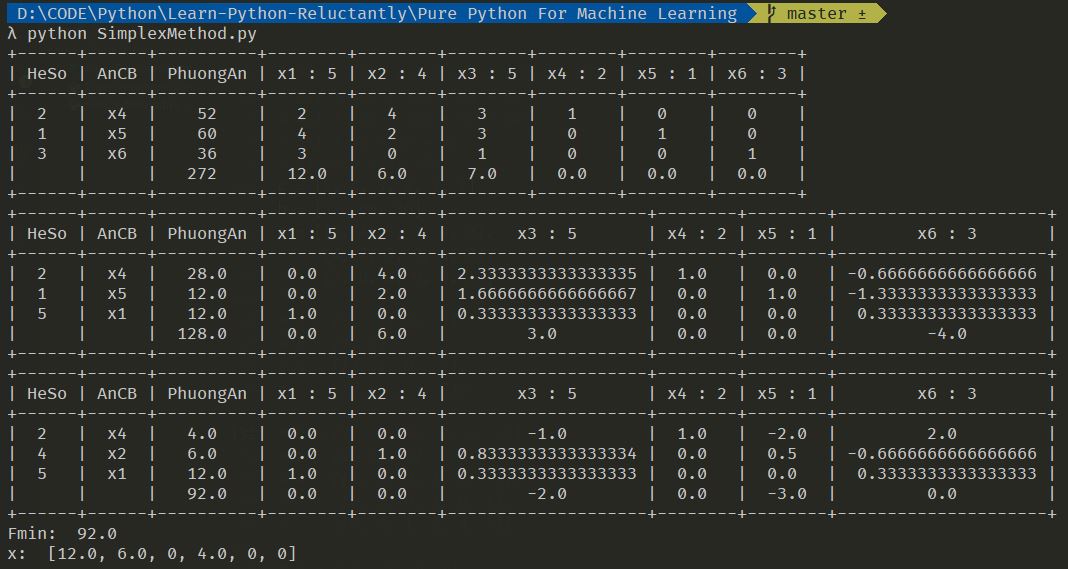 D:\CODE\Python\Learn-Python-Reluctantly\Pure Python For Machine Learning master ±
λ python SimplexMethod.py
+------+------+----------+--------+--------+--------+--------+--------+--------+
| HeSo | AnCB | PhuongAn | x1 : 5 | x2 : 4 | x3 : 5 | x4 : 2 | x5 : 1 | x6 : 3 |
+------+------+----------+--------+--------+--------+--------+--------+--------+
| 2 | x4 | 52 | 2 | 4 | 3 | 1 | 0 | 0 |
| 1 | x5 | 60 | 4 | 2 | 3 | 0 | 1 | 0 |
| 3 | x6 | 36 | 3 | 0 | 1 | 0 | 0 | 1 |
| | | 272 | 12.0 | 6.0 | 7.0 | 0.0 | 0.0 | 0.0 |
+------+------+----------+--------+--------+--------+--------+--------+--------+
+------+------+----------+--------+--------+--------------------+--------+--------+---------------------+
| HeSo | AnCB | PhuongAn | x1 : 5 | x2 : 4 | x3 : 5 | x4 : 2 | x5 : 1 | x6 : 3 |
+------+------+----------+--------+--------+--------------------+--------+--------+---------------------+
| 2 | x4 | 28.0 | 0.0 | 4.0 | 2.3333333333333335 | 1.0 | 0.0 | -0.6666666666666666 |
| 1 | x5 | 12.0 | 0.0 | 2.0 | 1.6666666666666667 | 0.0 | 1.0 | -1.3333333333333333 |
| 5 | x1 | 12.0 | 1.0 | 0.0 | 0.3333333333333333 | 0.0 | 0.0 | 0.3333333333333333 |
| | | 128.0 | 0.0 | 6.0 | 3.0 | 0.0 | 0.0 | -4.0 |
+------+------+----------+--------+--------+--------------------+--------+--------+---------------------+
+------+------+----------+--------+--------+--------------------+--------+--------+---------------------+
| HeSo | AnCB | PhuongAn | x1 : 5 | x2 : 4 | x3 : 5 | x4 : 2 | x5 : 1 | x6 : 3 |
+------+------+----------+--------+--------+--------------------+--------+--------+---------------------+
| 2 | x4 | 4.0 | 0.0 | 0.0 | -1.0 | 1.0 | -2.0 | 2.0 |
| 4 | x2 | 6.0 | 0.0 | 1.0 | 0.8333333333333334 | 0.0 | 0.5 | -0.6666666666666666 |
| 5 | x1 | 12.0 | 1.0 | 0.0 | 0.3333333333333333 | 0.0 | 0.0 | 0.3333333333333333 |
| | | 92.0 | 0.0 | 0.0 | -2.0 | 0.0 | -3.0 | 0.0 |
+------+------+----------+--------+--------+--------------------+--------+--------+---------------------+
Fmin:  92.0
x:  [12.0, 6.0, 0, 4.0, 0, 0]